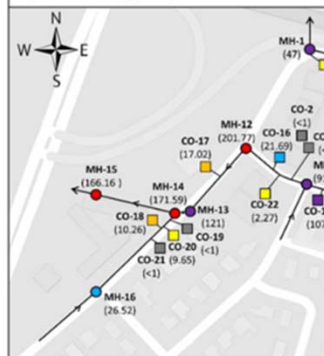 N
W E
S
MH-1
(47)
CO-2
(<1)
MH-12
(201.77)
CO-16
(21.69)
CO-17
(17.02)
MH-15
(166.16 )
MH-14
(171.59)
MH-13
(121)
CO-22
(2.27)
CO-18
(10.26)
CO-19
(<1)
CO-20
(9.65)
CO-21
(<1)
MH-16
(26.52)